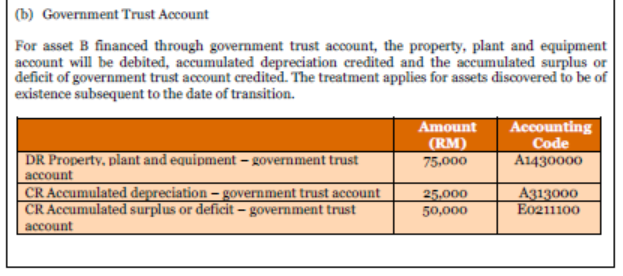 (b) Government Trust Account
For asset B financed through government trust account, the property, plant and equipment
account will be debited, accumulated depreciation credited and the accumulated surplus or
deficit of government trust account credited. The treatment applies for assets discovered to be of
existence subsequent to the date of transition.
Amount (RM) Accounting Code
DR Property, plant and equipment – government trust account 75,000 A1430000
CR Accumulated depreciation – government trust account 25,000 A313000
CR Accumulated surplus or deficit – government trust account 50,000 E0211100